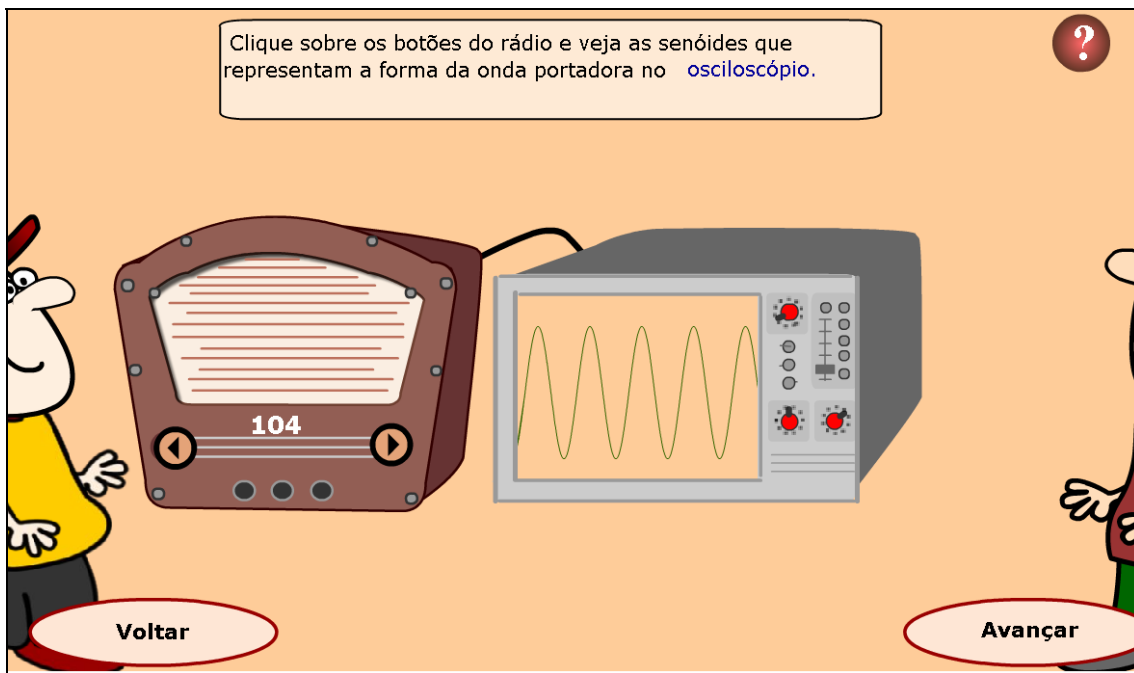 Clique sobre os botões do rádio e veja as senóides que
representam a forma da onda portadora no osciloscópio.
?
104
Voltar
Avançar